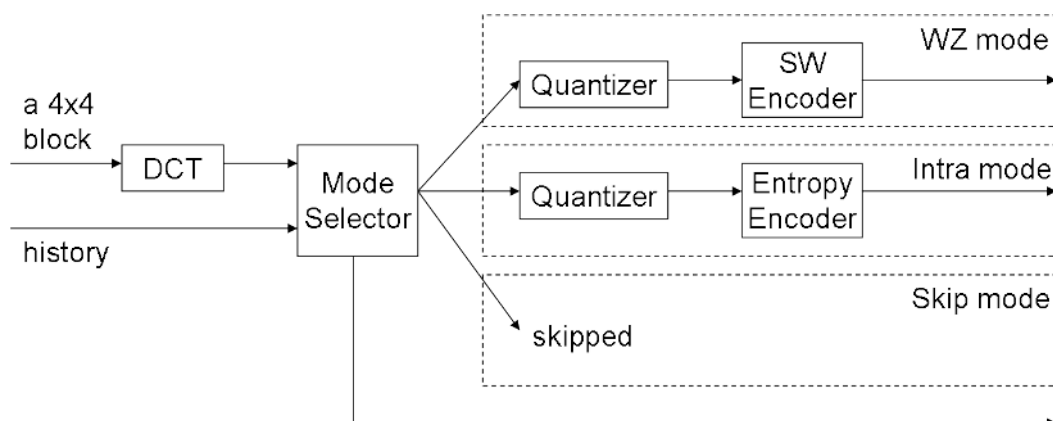 WZ mode
Quantizer
SW
Encoder
a 4x4
block
DCT
Mode
Selector
history
Intra mode
Quantizer
Entropy
Encoder
Skip mode
skipped